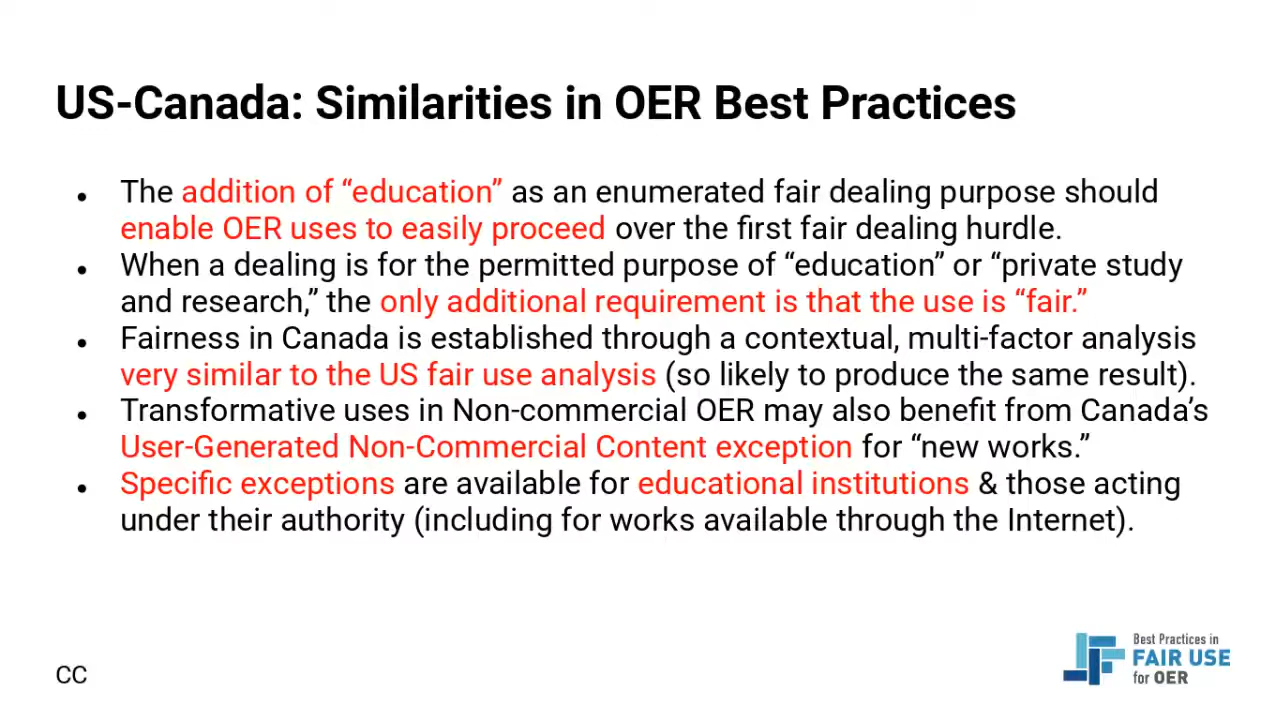 US-Canada: Similarities in OER Best Practices
● The addition of “education” as an enumerated fair dealing purpose should
enable OER uses to easily proceed over the first fair dealing hurdle.
● When a dealing is for the permitted purpose of “education” or “private study
and research,” the only additional requirement is that the use is “fair.”
● Fairness in Canada is established through a contextual, multi-factor analysis
very similar to the US fair use analysis (so likely to produce the same result).
● Transformative uses in Non-commercial OER may also benefit from Canada’s
User-Generated Non-Commercial Content exception for “new works.”
● Specific exceptions are available for educational institutions & those acting
under their authority (including for works available through the Internet).
CC
Best Practices in
FAIR USE
for OER